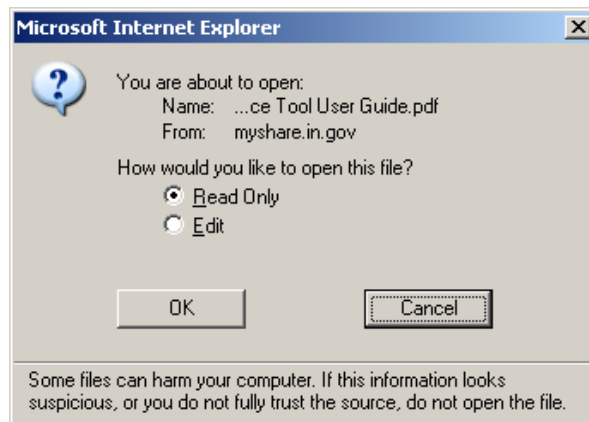 Microsoft Internet Explorer
You are about to open:
Name: ...ce Tool User Guide.pdf
From: myshare.in.gov
How would you like to open this file?
Read Only
Edit
OK Cancel
Some files can harm your computer. If this information looks
suspicious, or you do not fully trust the source, do not open the file.